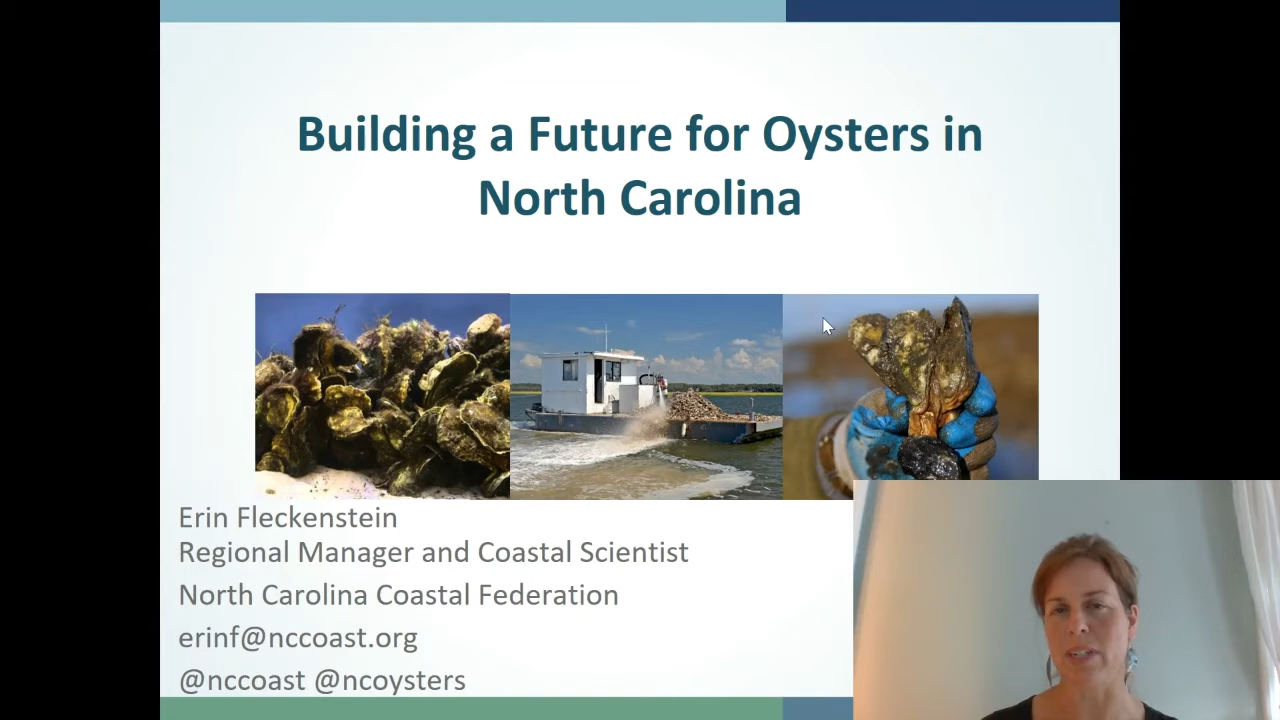 Building a Future for Oysters in
North Carolina
Erin Fleckenstein
Regional Manager and Coastal Scientist
North Carolina Coastal Federation
erinf@nccoast.org
@nccoast @ncoysters